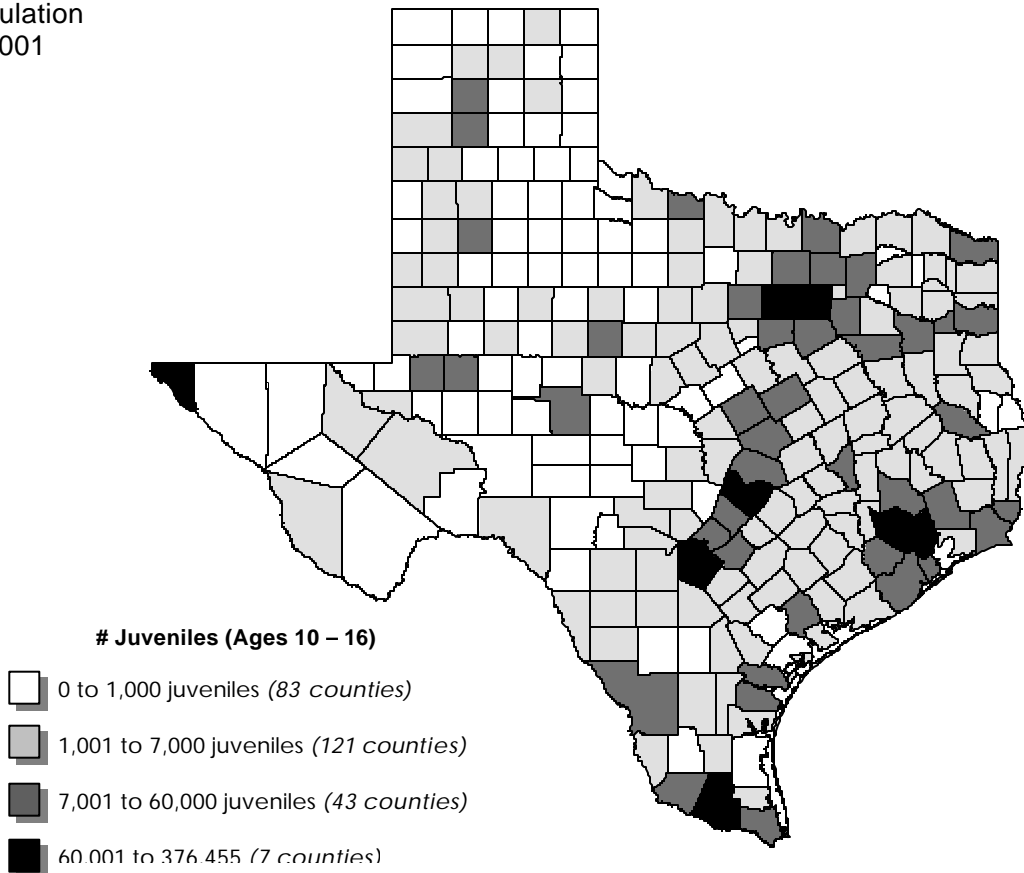 ulation
001
# Juveniles (Ages 10 – 16)
0 to 1,000 juveniles (83 counties)
1,001 to 7,000 juveniles (121 counties)
7,001 to 60,000 juveniles (43 counties)
60,001 to 376,455 (7 counties)